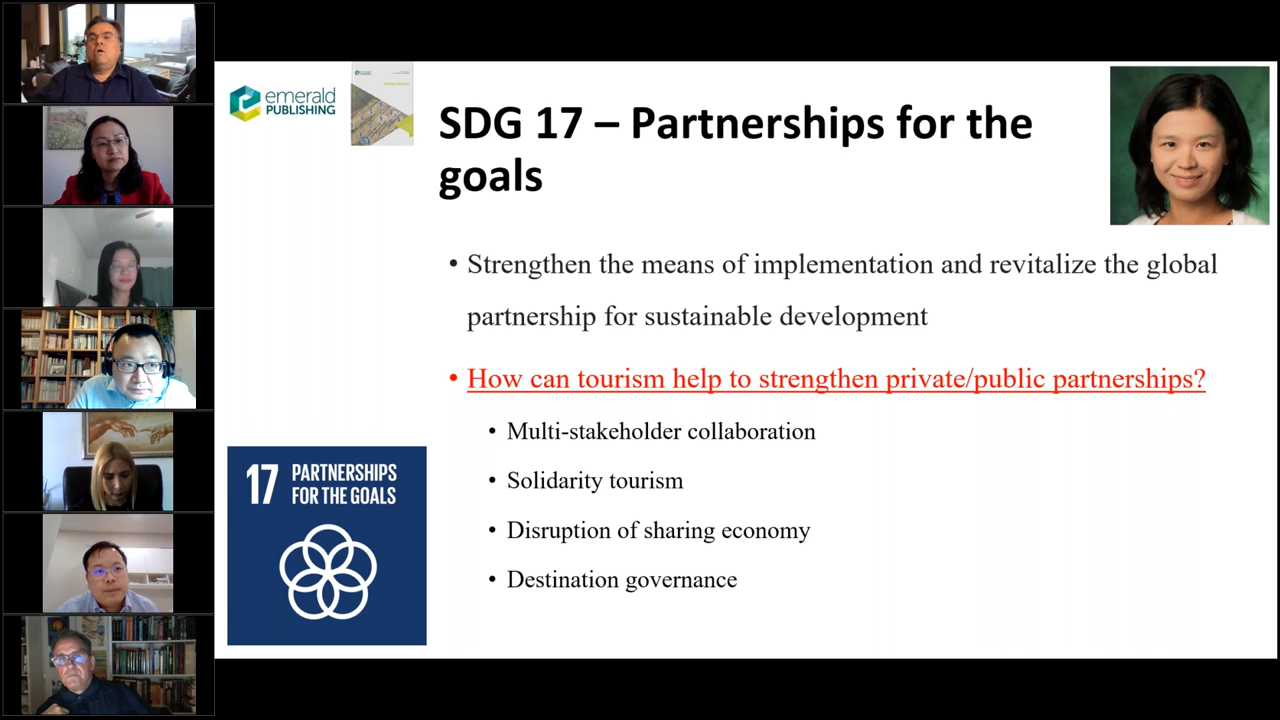 emerald
PUBLISHING
SDG 17 – Partnerships for the
goals
• Strengthen the means of implementation and revitalize the global
partnership for sustainable development
• How can tourism help to strengthen private/public partnerships?
• Multi-stakeholder collaboration
• Solidarity tourism
• Disruption of sharing economy
• Destination governance
17 PARTNERSHIPS
FOR THE GOALS